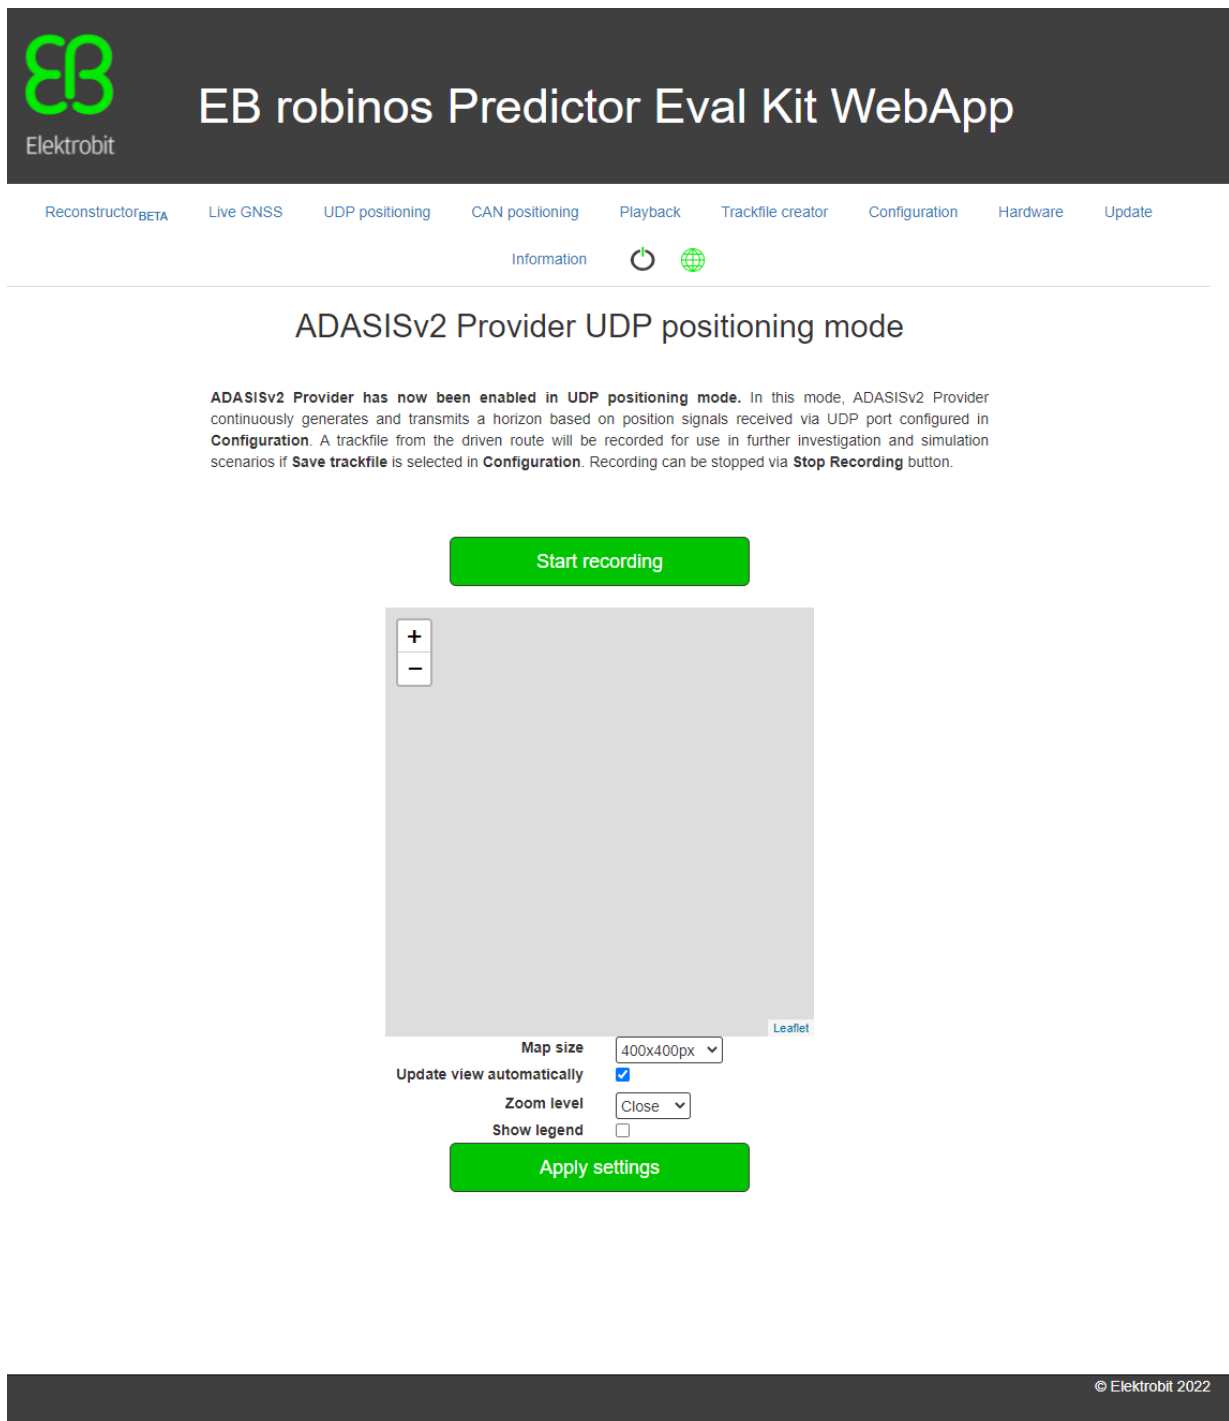 EB
Elektrobit
EB robinos Predictor Eval Kit WebApp
ReconstructorBETA Live GNSS UDP positioning CAN positioning Playback Trackfile creator Configuration Hardware Update
Information
ADASISv2 Provider UDP positioning mode
ADASISv2 Provider has now been enabled in UDP positioning mode. In this mode, ADASISv2 Provider
continuously generates and transmits a horizon based on position signals received via UDP port configured in
Configuration. A trackfile from the driven route will be recorded for use in further investigation and simulation
scenarios if Save trackfile is selected in Configuration. Recording can be stopped via Stop Recording button.
Start recording
+
−
Leaflet
Map size 400x400px
Update view automatically
Zoom level Close
Show legend
Apply settings
© Elektrobit 2022